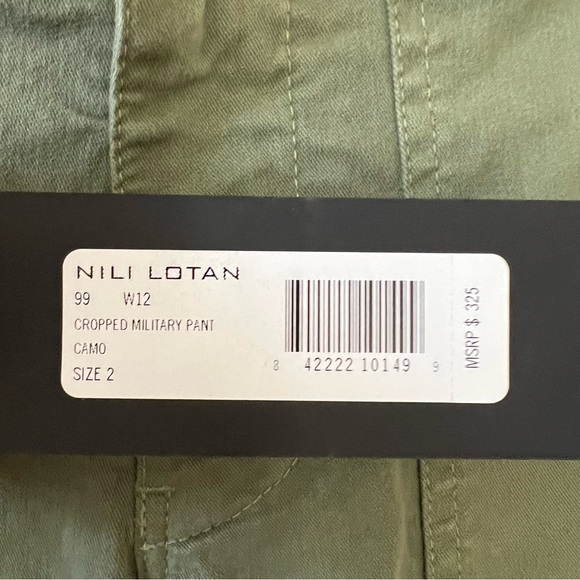 NILI LOTAN
99 W12
CROPPED MILITARY PANT
CAMO
SIZE 2
8 42222 10149 9
MSRP $ 325